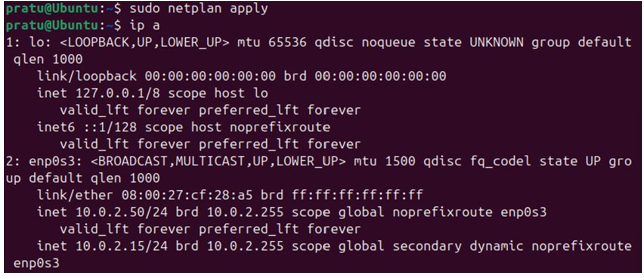 pratu@Ubuntu:~$ sudo netplan apply
pratu@Ubuntu:~$ ip a
1: lo: <LOOPBACK,UP,LOWER_UP> mtu 65536 qdisc noqueue state UNKNOWN group default
 qlen 1000
    link/loopback 00:00:00:00:00:00 brd 00:00:00:00:00:00
    inet 127.0.0.1/8 scope host lo
       valid_lft forever preferred_lft forever
    inet6 ::1/128 scope host noprefixroute
       valid_lft forever preferred_lft forever
2: enp0s3: <BROADCAST,MULTICAST,UP,LOWER_UP> mtu 1500 qdisc fq_codel state UP gro
up default qlen 1000
    link/ether 08:00:27:cf:28:a5 brd ff:ff:ff:ff:ff:ff
    inet 10.0.2.50/24 brd 10.0.2.255 scope global noprefixroute enp0s3
       valid_lft forever preferred_lft forever
    inet 10.0.2.15/24 brd 10.0.2.255 scope global secondary dynamic noprefixroute
 enp0s3